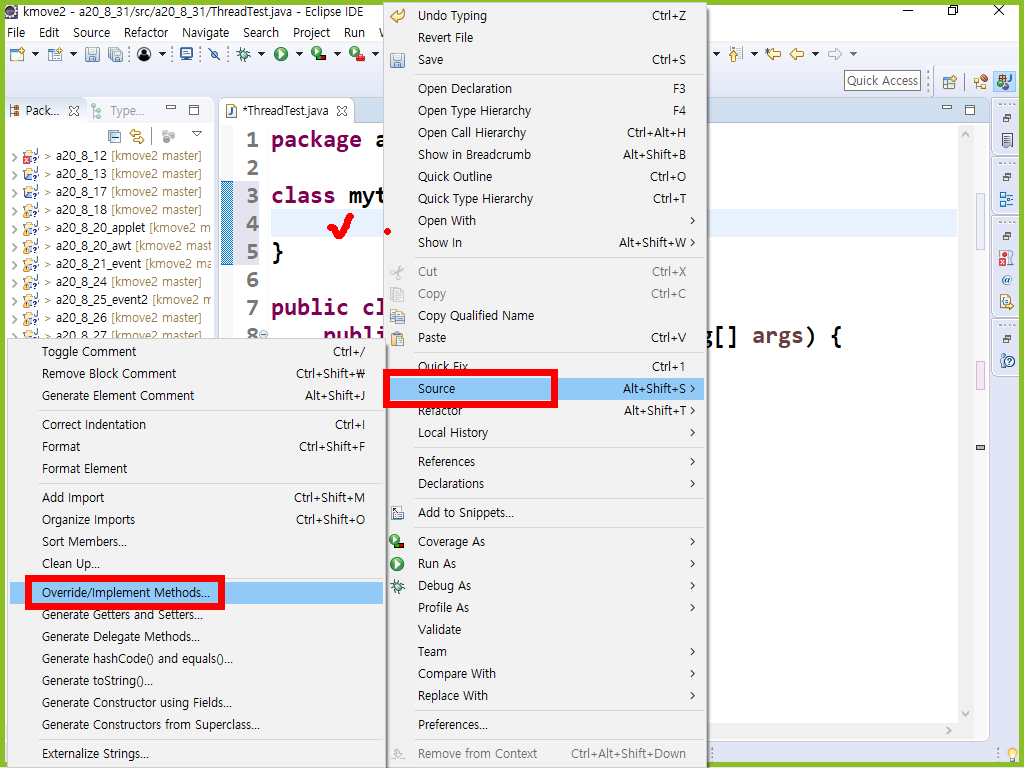 kmove2 - a20_8_31/src/a20_8_31/ThreadTest.java - Eclipse IDE
File Edit Source Refactor Navigate Search Project Run
Quick Access
Pack...
Type...
*ThreadTest.java
> a20_8_12 [kmove2 master]
> a20_8_13 [kmove2 master]
> a20_8_17 [kmove2 master]
> a20_8_18 [kmove2 master]
> a20_8_20_applet [kmove2 m
> a20_8_20_awt [kmove2 mast
> a20_8_21_event [kmove2 ma
> a20_8_24 [kmove2 master]
> a20_8_25_event2 [kmove2 m
> a20_8_26 [kmove2 master]
> a20_8_27 [kmove2 master]
1 package a
2
3 class myt
4
5 }
6
7 public cl
8 publi g[] args) {
Undo Typing Ctrl+Z
Revert File
Save Ctrl+S
Open Declaration F3
Open Type Hierarchy F4
Open Call Hierarchy Ctrl+Alt+H
Show in Breadcrumb Alt+Shift+B
Quick Outline Ctrl+O
Quick Type Hierarchy Ctrl+T
Open With >
Show In Alt+Shift+W >
Cut Ctrl+X
Copy Ctrl+C
Copy Qualified Name
Paste Ctrl+V
Quick Fix Ctrl+1
Source Alt+Shift+S >
Refactor Alt+Shift+T >
Local History >
References >
Declarations >
Add to Snippets...
Coverage As >
Run As >
Debug As >
Profile As >
Validate
Team >
Compare With >
Replace With >
Preferences...
Remove from Context Ctrl+Alt+Shift+Down
Toggle Comment Ctrl+/
Remove Block Comment Ctrl+Shift+₩
Generate Element Comment Alt+Shift+J
Correct Indentation Ctrl+I
Format Ctrl+Shift+F
Format Element
Add Import Ctrl+Shift+M
Organize Imports Ctrl+Shift+O
Sort Members...
Clean Up...
Override/Implement Methods...
Generate Getters and Setters...
Generate Delegate Methods...
Generate hashCode() and equals()...
Generate toString()...
Generate Constructor using Fields...
Generate Constructors from Superclass...
Externalize Strings...